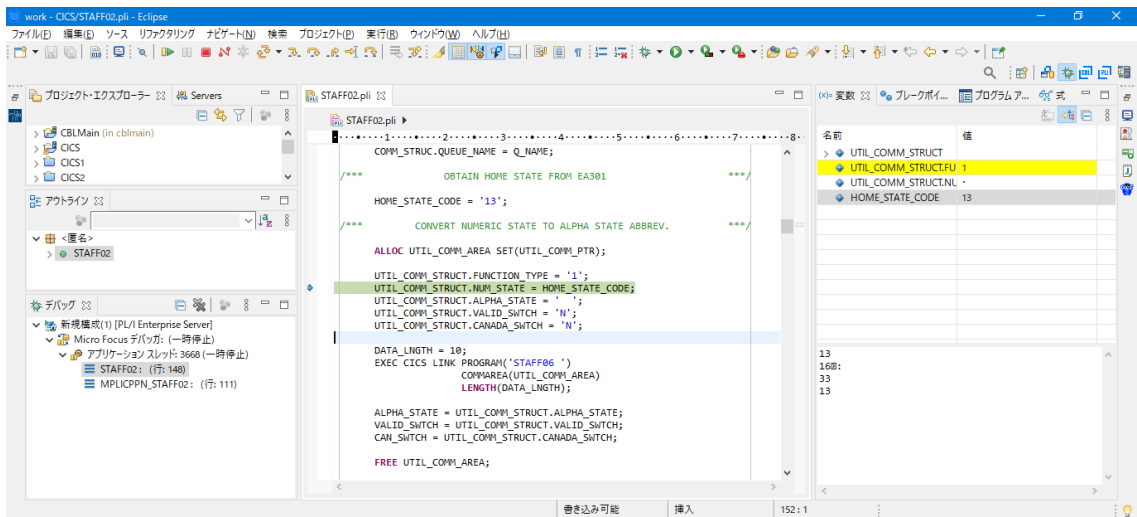 work - CICS/STAFF02.pli - Eclipse
ファイル(F) 編集(E) ソース リファクタリング ナビゲート(N) 検索 プロジェクト(P) 実行(R) ウィンドウ(W) ヘルプ(H)
プロジェクト・エクスプローラー Servers
CBLMain (in cblmain)
CICS
CICS1
CICS2
アウトライン
<匿名>
STAFF02
デバッグ
新規構成(1) [PL/I Enterprise Server]
Micro Focus デバッガ: (一時停止)
アプリケーション スレッド: 3668 (一時停止)
STAFF02 : (行: 148)
MPLICPPN_STAFF02 : (行: 111)
STAFF02.pli
STAFF02.pli
COMM_STRUC.QUEUE_NAME = Q_NAME;
/*** OBTAIN HOME STATE FROM EA301 ***/
HOME_STATE_CODE = '13';
/*** CONVERT NUMERIC STATE TO ALPHA STATE ABBREV. ***/
ALLOC UTIL_COMM_AREA SET(UTIL_COMM_PTR);
UTIL_COMM_STRUCT.FUNCTION_TYPE = '1';
UTIL_COMM_STRUCT.NUM_STATE = HOME_STATE_CODE;
UTIL_COMM_STRUCT.ALPHA_STATE = '  ';
UTIL_COMM_STRUCT.VALID_SWTCH = 'N';
UTIL_COMM_STRUCT.CANADA_SWTCH = 'N';
DATA_LNGTH = 10;
EXEC CICS LINK PROGRAM('STAFF06 ')
COMMAREA(UTIL_COMM_AREA)
LENGTH(DATA_LNGTH);
ALPHA_STATE = UTIL_COMM_STRUCT.ALPHA_STATE;
VALID_SWTCH = UTIL_COMM_STRUCT.VALID_SWTCH;
CAN_SWTCH = UTIL_COMM_STRUCT.CANADA_SWTCH;
FREE UTIL_COMM_AREA;
変数 ブレークポイ... プログラム ア... 式
名前 値
UTIL_COMM_STRUCT
UTIL_COMM_STRUCT.FU 1
UTIL_COMM_STRUCT.NU
HOME_STATE_CODE 13
13
16進:
33
13
書き込み可能 挿入 152 : 1